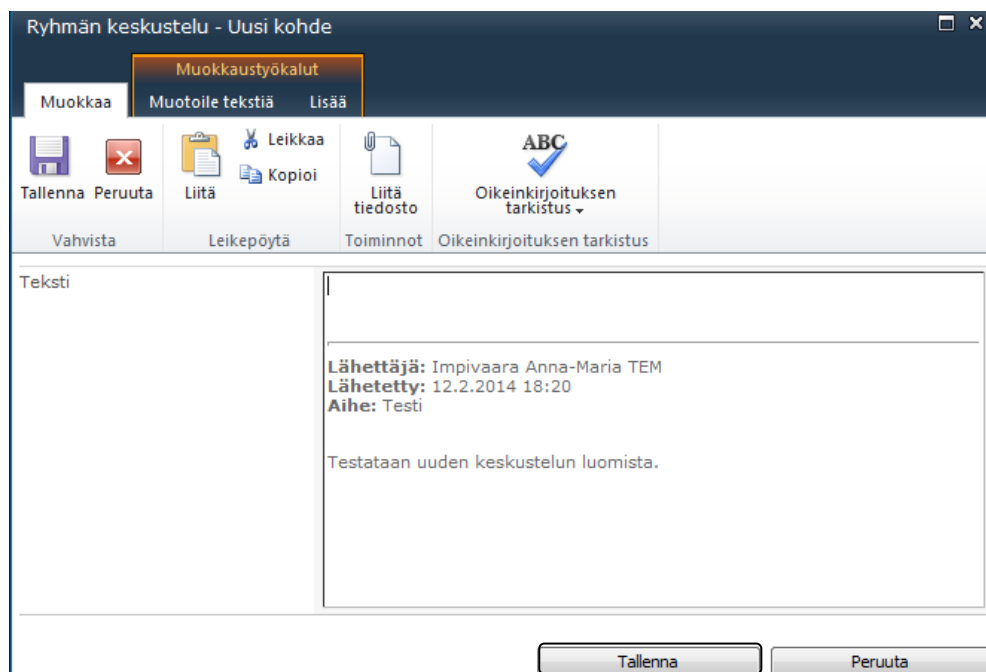 Ryhmän keskustelu - Uusi kohde
Muokkaustyökalut
Muokkaa Muotoile tekstiä Lisää
Tallenna Peruuta Liitä Leikkaa Kopioi Liitä tiedosto ABC Oikeinkirjoituksen tarkistus
Vahvista Leikepöytä Toiminnot Oikeinkirjoituksen tarkistus
Teksti
Lähettäjä: Impivaara Anna-Maria TEM
Lähetetty: 12.2.2014 18:20
Aihe: Testi
Testataan uuden keskustelun luomista.
Tallenna Peruuta